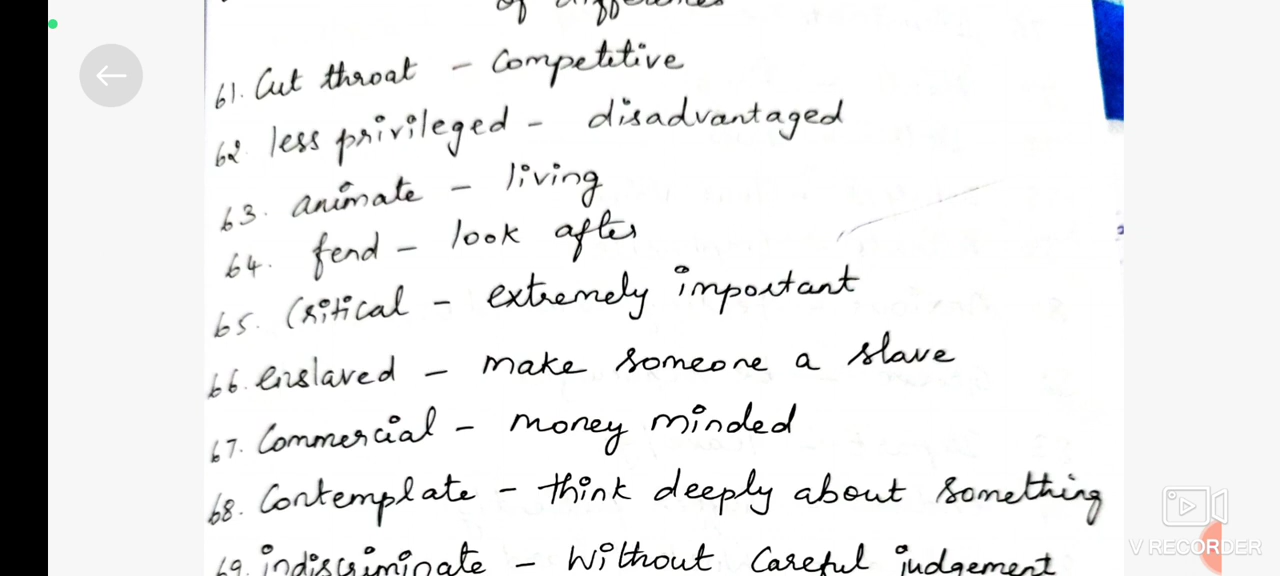 of differences
61. Cut throat - Competitive
62. less privileged - disadvantaged
63. animate - living
64. fend - look after
65. Critical - extremely important
66. enslaved - make someone a slave
67. Commercial - money minded
68. Contemplate - think deeply about something
69. indiscriminate - without careful judgement
V RECORDER